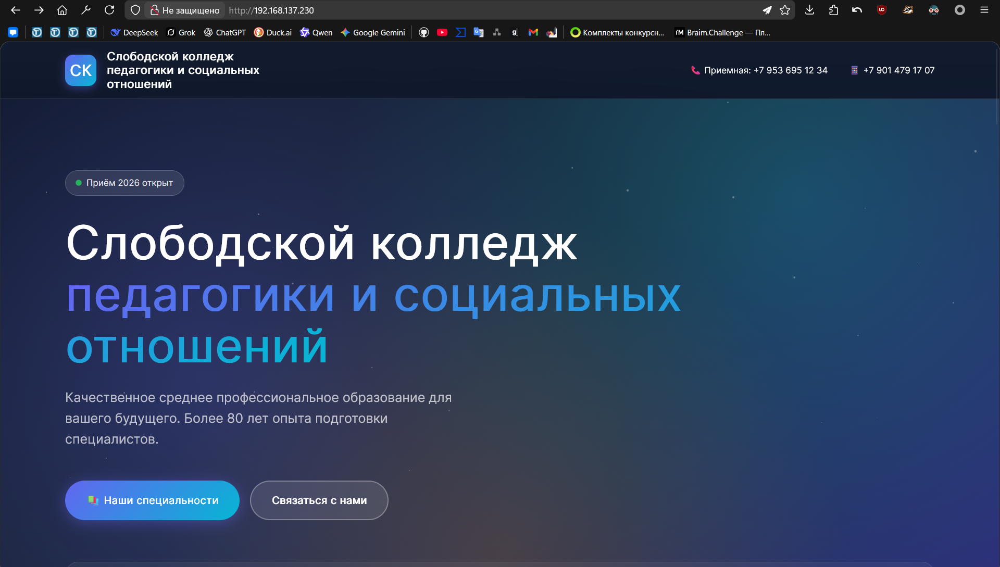 Не защищено
http://192.168.137.230
DeepSeek
Grok
ChatGPT
Duck.ai
Qwen
Google Gemini
Комплекты конкурсн...
Braim.Challenge — Пл...
СК
Слободской колледж
педагогики и социальных
отношений
Приемная: +7 953 695 12 34
+7 901 479 17 07
Приём 2026 открыт
Слободской колледж
педагогики и социальных
отношений
Качественное среднее профессиональное образование для
вашего будущего. Более 80 лет опыта подготовки
специалистов.
Наши специальности
Связаться с нами